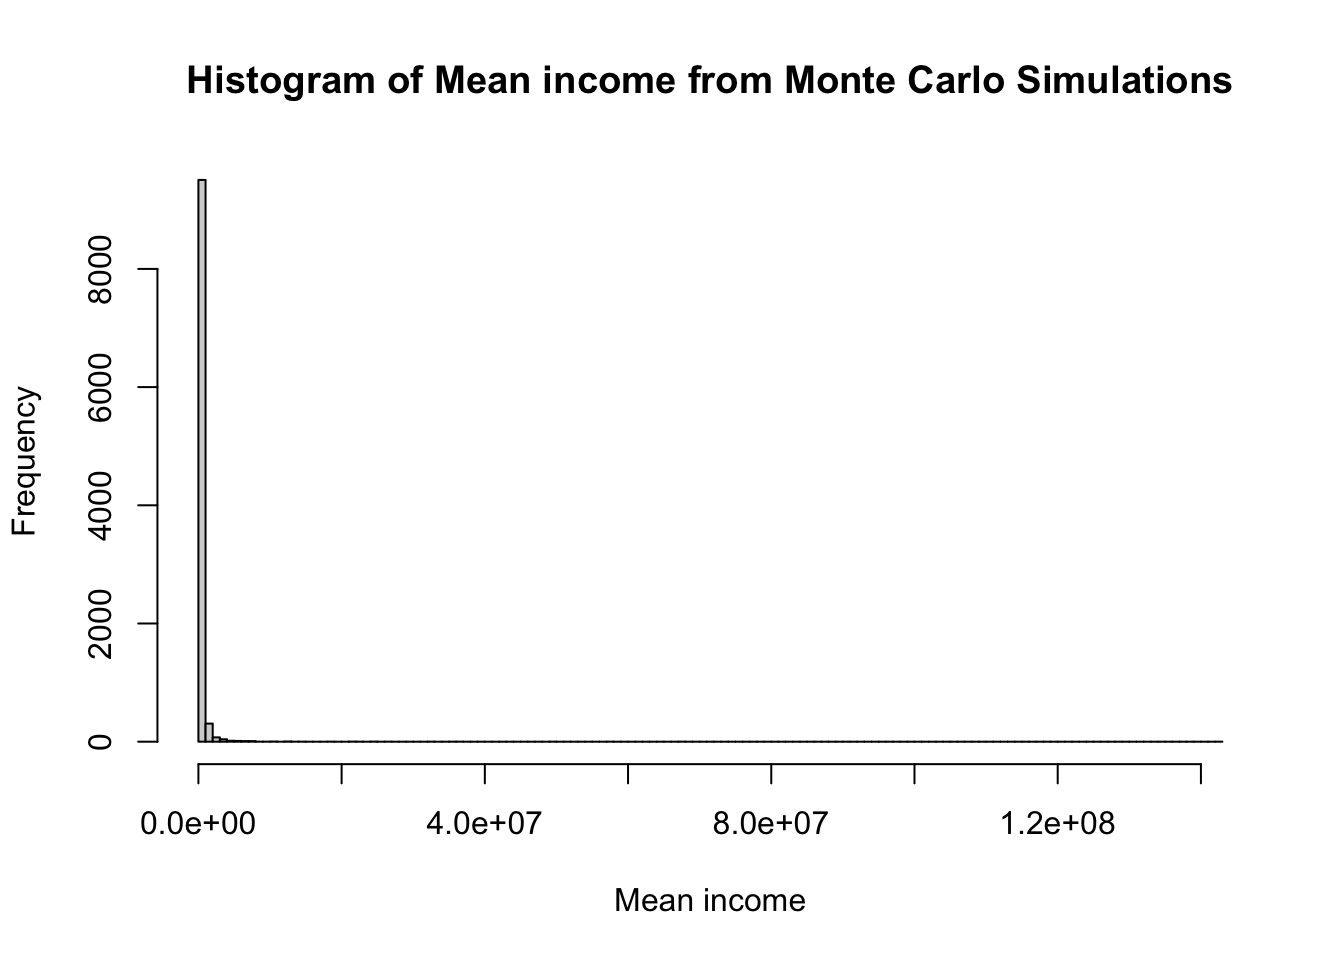 Histogram of Mean income from Monte Carlo Simulations
Frequency
8000
6000
4000
2000
0
0.0e+00 4.0e+07 8.0e+07 1.2e+08
Mean income